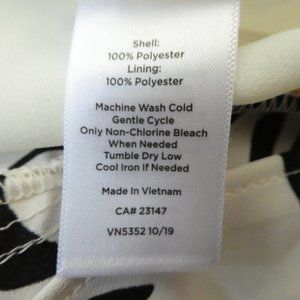 Shell:
100% Polyester
Lining:
100% Polyester
Machine Wash Cold
Gentle Cycle
Only Non-Chlorine Bleach
When Needed
Tumble Dry Low
Cool Iron If Needed
Made In Vietnam
CA# 23147
VN5352 10/19